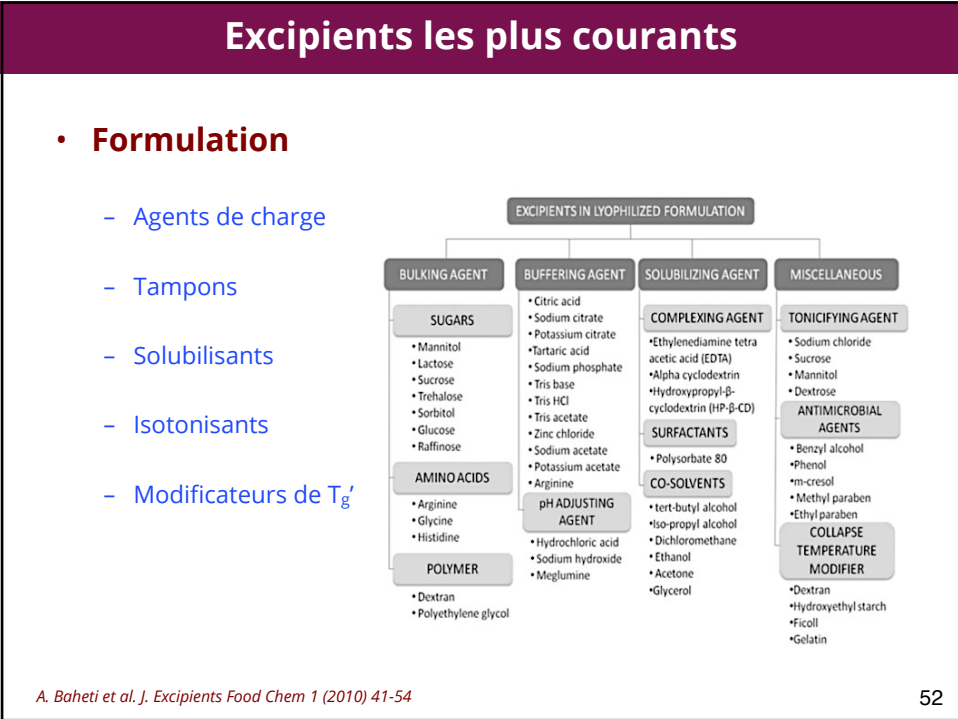 Excipients les plus courants
• Formulation
– Agents de charge
– Tampons
– Solubilisants
– Isotonisants
– Modificateurs de Tg’
EXCIPIENTS IN LYOPHILIZED FORMULATION
BULKING AGENT
SUGARS
• Mannitol
• Lactose
• Sucrose
• Trehalose
• Sorbitol
• Glucose
• Raffinose
AMINO ACIDS
• Arginine
• Glycine
• Histidine
POLYMER
• Dextran
• Polyethylene glycol
BUFFERING AGENT
• Citric acid
• Sodium citrate
• Potassium citrate
•Tartaric acid
• Sodium phosphate
• Tris base
• Tris HCl
• Tris acetate
• Zinc chloride
• Sodium acetate
• Potassium acetate
• Arginine
pH ADJUSTING
AGENT
• Hydrochloric acid
• Sodium hydroxide
• Meglumine
SOLUBILIZING AGENT
COMPLEXING AGENT
•Ethylenediamine tetra
acetic acid (EDTA)
•Alpha cyclodextrin
•Hydroxypropyl-β-
cyclodextrin (HP-β-CD)
SURFACTANTS
• Polysorbate 80
CO-SOLVENTS
• tert-butyl alcohol
•Iso-propyl alcohol
• Dichloromethane
• Ethanol
• Acetone
•Glycerol
MISCELLANEOUS
TONICIFYING AGENT
• Sodium chloride
• Sucrose
• Mannitol
• Dextrose
ANTIMICROBIAL
AGENTS
• Benzyl alcohol
•Phenol
•m-cresol
• Methyl paraben
•Ethyl paraben
COLLAPSE
TEMPERATURE
MODIFIER
•Dextran
•Hydroxyethyl starch
•Ficoll
•Gelatin
A. Baheti et al. J. Excipients Food Chem 1 (2010) 41-54
52